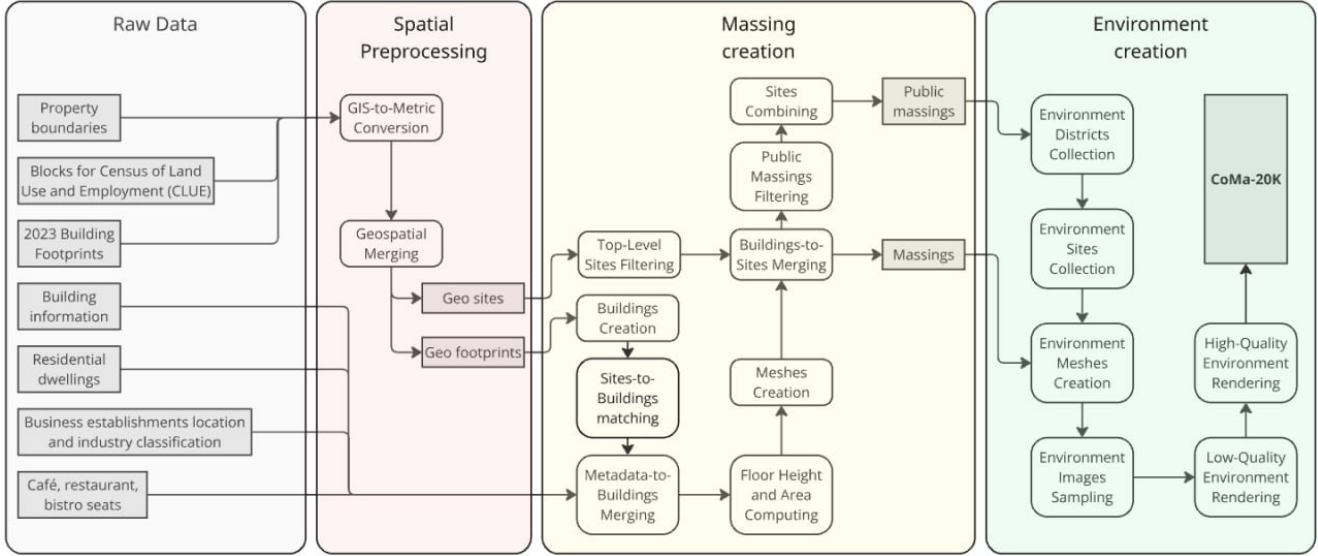 Raw Data
Property
boundaries
Blocks for Census of Land
Use and Employment (CLUE)
2023 Building
Footprints
Building
information
Residential
dwellings
Business establishments location
and industry classification
Café, restaurant,
bistro seats
Spatial
Preprocessing
GIS-to-Metric
Conversion
Geospatial
Merging
Geo sites
Geo footprints
Massing
creation
Top-Level
Sites Filtering
Buildings
Creation
Sites-to-
Buildings
matching
Metadada-to-
Buildings
Merging
Floor Height
and Area
Computing
Meshes
Creation
Buildings-to-
Sites Merging
Public
Massings
Filtering
Sites
Combining
Public
massings
Massings
Environment
creation
Environment
Districts
Collection
Environment
Sites
Collection
Environment
Meshes
Creation
Environment
Images
Sampling
Low-Quality
Environment
Rendering
High-Quality
Environment
Rendering
CoMa-20K